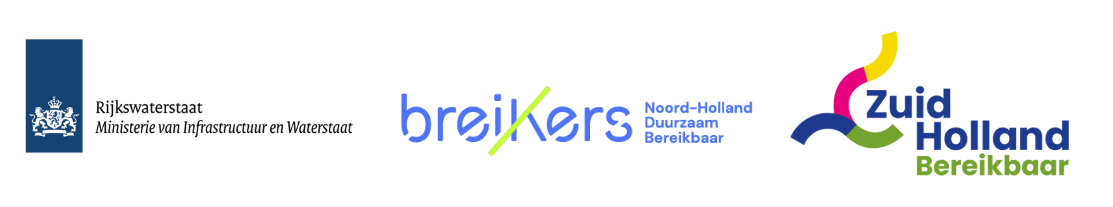 Rijkswaterstaat
Ministerie van Infrastructuur en Waterstaat
breikers
Noord-Holland
Duurzaam
Bereikbaar
Zuid
Holland
Bereikbaar